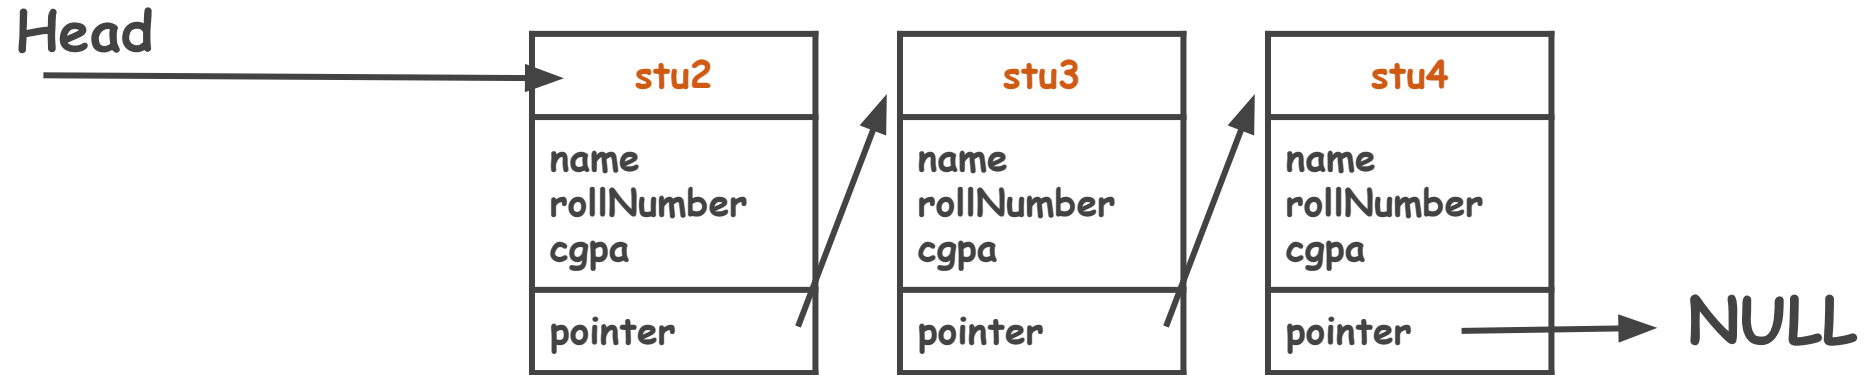 Head
stu2
name
rollNumber
cgpa
pointer
stu3
name
rollNumber
cgpa
pointer
stu4
name
rollNumber
cgpa
pointer
NULL